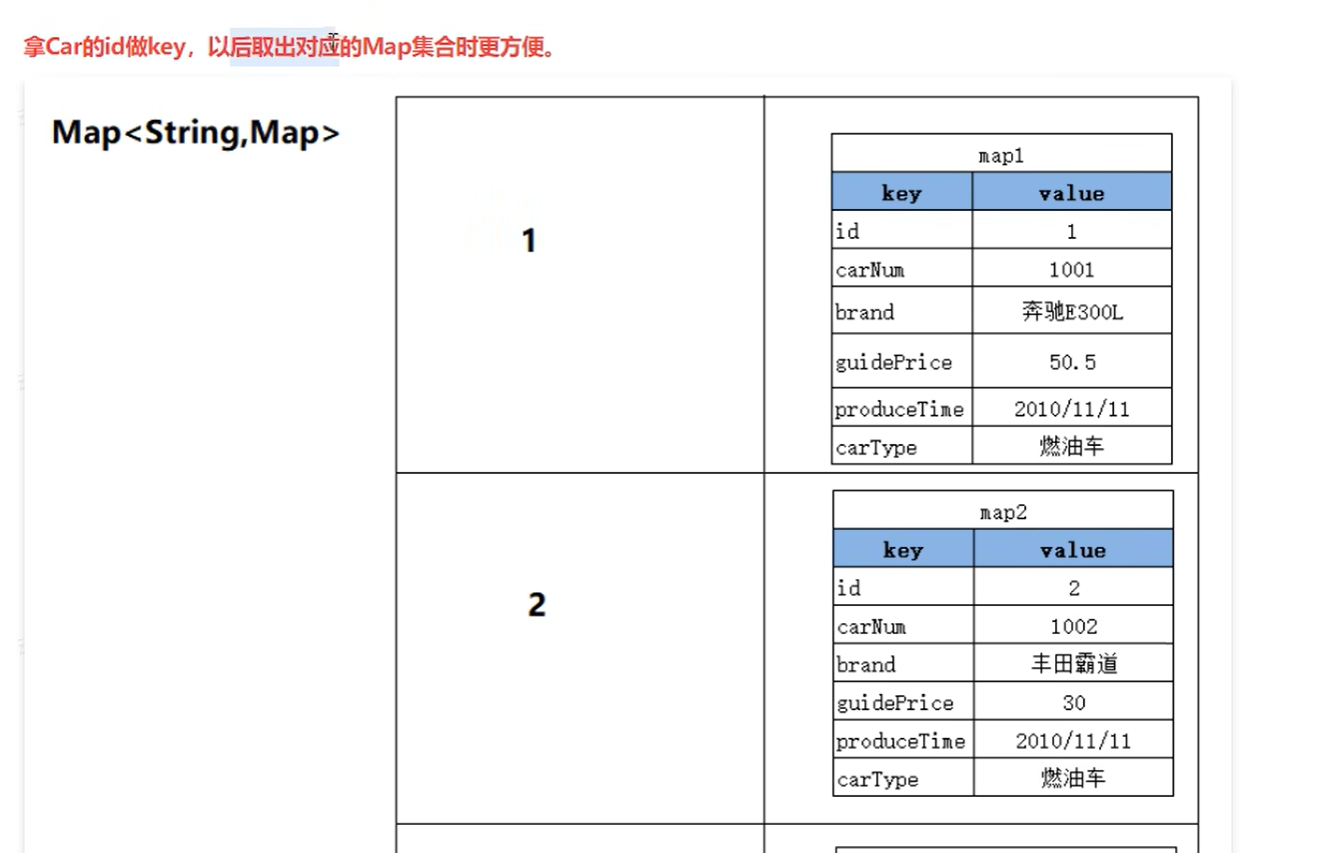 拿Car的id做key，以后取出对应的Map集合时更方便。
Map<String,Map>
1
map1
key value
id 1
carNum 1001
brand 奔驰E300L
guidePrice 50.5
produceTime 2010/11/11
carType 燃油车
2
map2
key value
id 2
carNum 1002
brand 丰田霸道
guidePrice 30
produceTime 2010/11/11
carType 燃油车